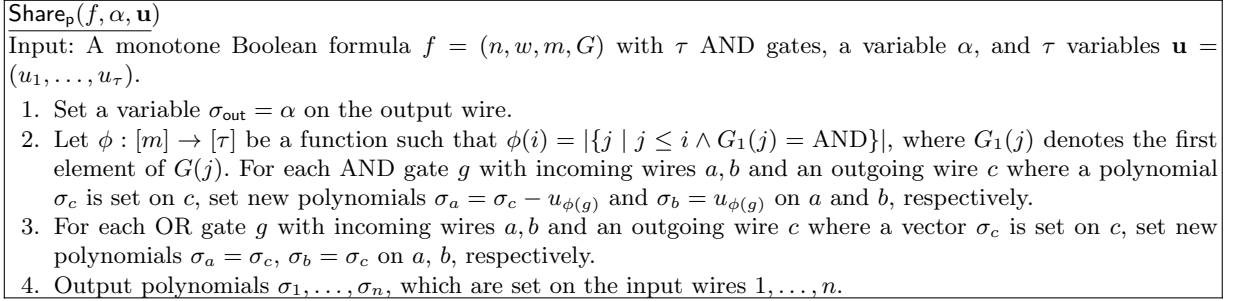 Share_p(f, α, u)
Input: A monotone Boolean formula f = (n, w, m, G) with τ AND gates, a variable α, and τ variables u =
(u_1, . . . , u_τ).
1. Set a variable σ_out = α on the output wire.
2. Let ϕ : [m] → [τ] be a function such that ϕ(i) = |{j | j ≤ i ∧ G_1(j) = AND}|, where G_1(j) denotes the first
element of G(j). For each AND gate g with incoming wires a, b and an outgoing wire c where a polynomial
σ_c is set on c, set new polynomials σ_a = σ_c − u_ϕ(g) and σ_b = u_ϕ(g) on a and b, respectively.
3. For each OR gate g with incoming wires a, b and an outgoing wire c where a vector σ_c is set on c, set new
polynomials σ_a = σ_c, σ_b = σ_c on a, b, respectively.
4. Output polynomials σ_1, . . . , σ_n, which are set on the input wires 1, . . . , n.